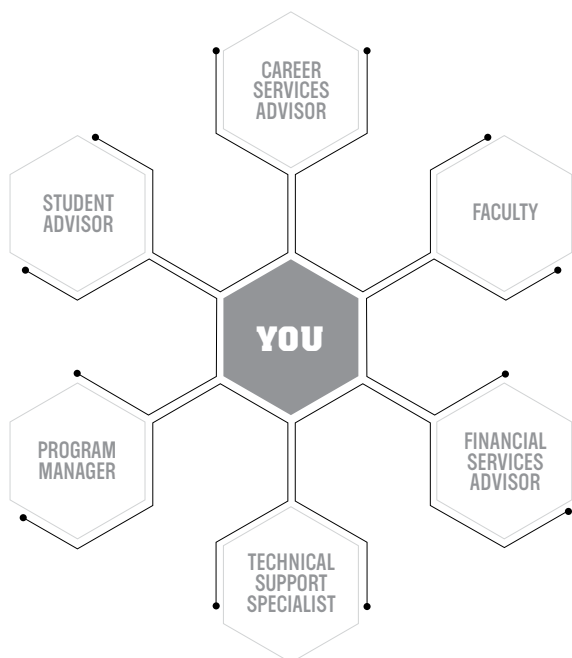 CAREER
SERVICES
ADVISOR
STUDENT
ADVISOR
FACULTY
YOU
PROGRAM
MANAGER
FINANCIAL
SERVICES
ADVISOR
TECHNICAL
SUPPORT
SPECIALIST